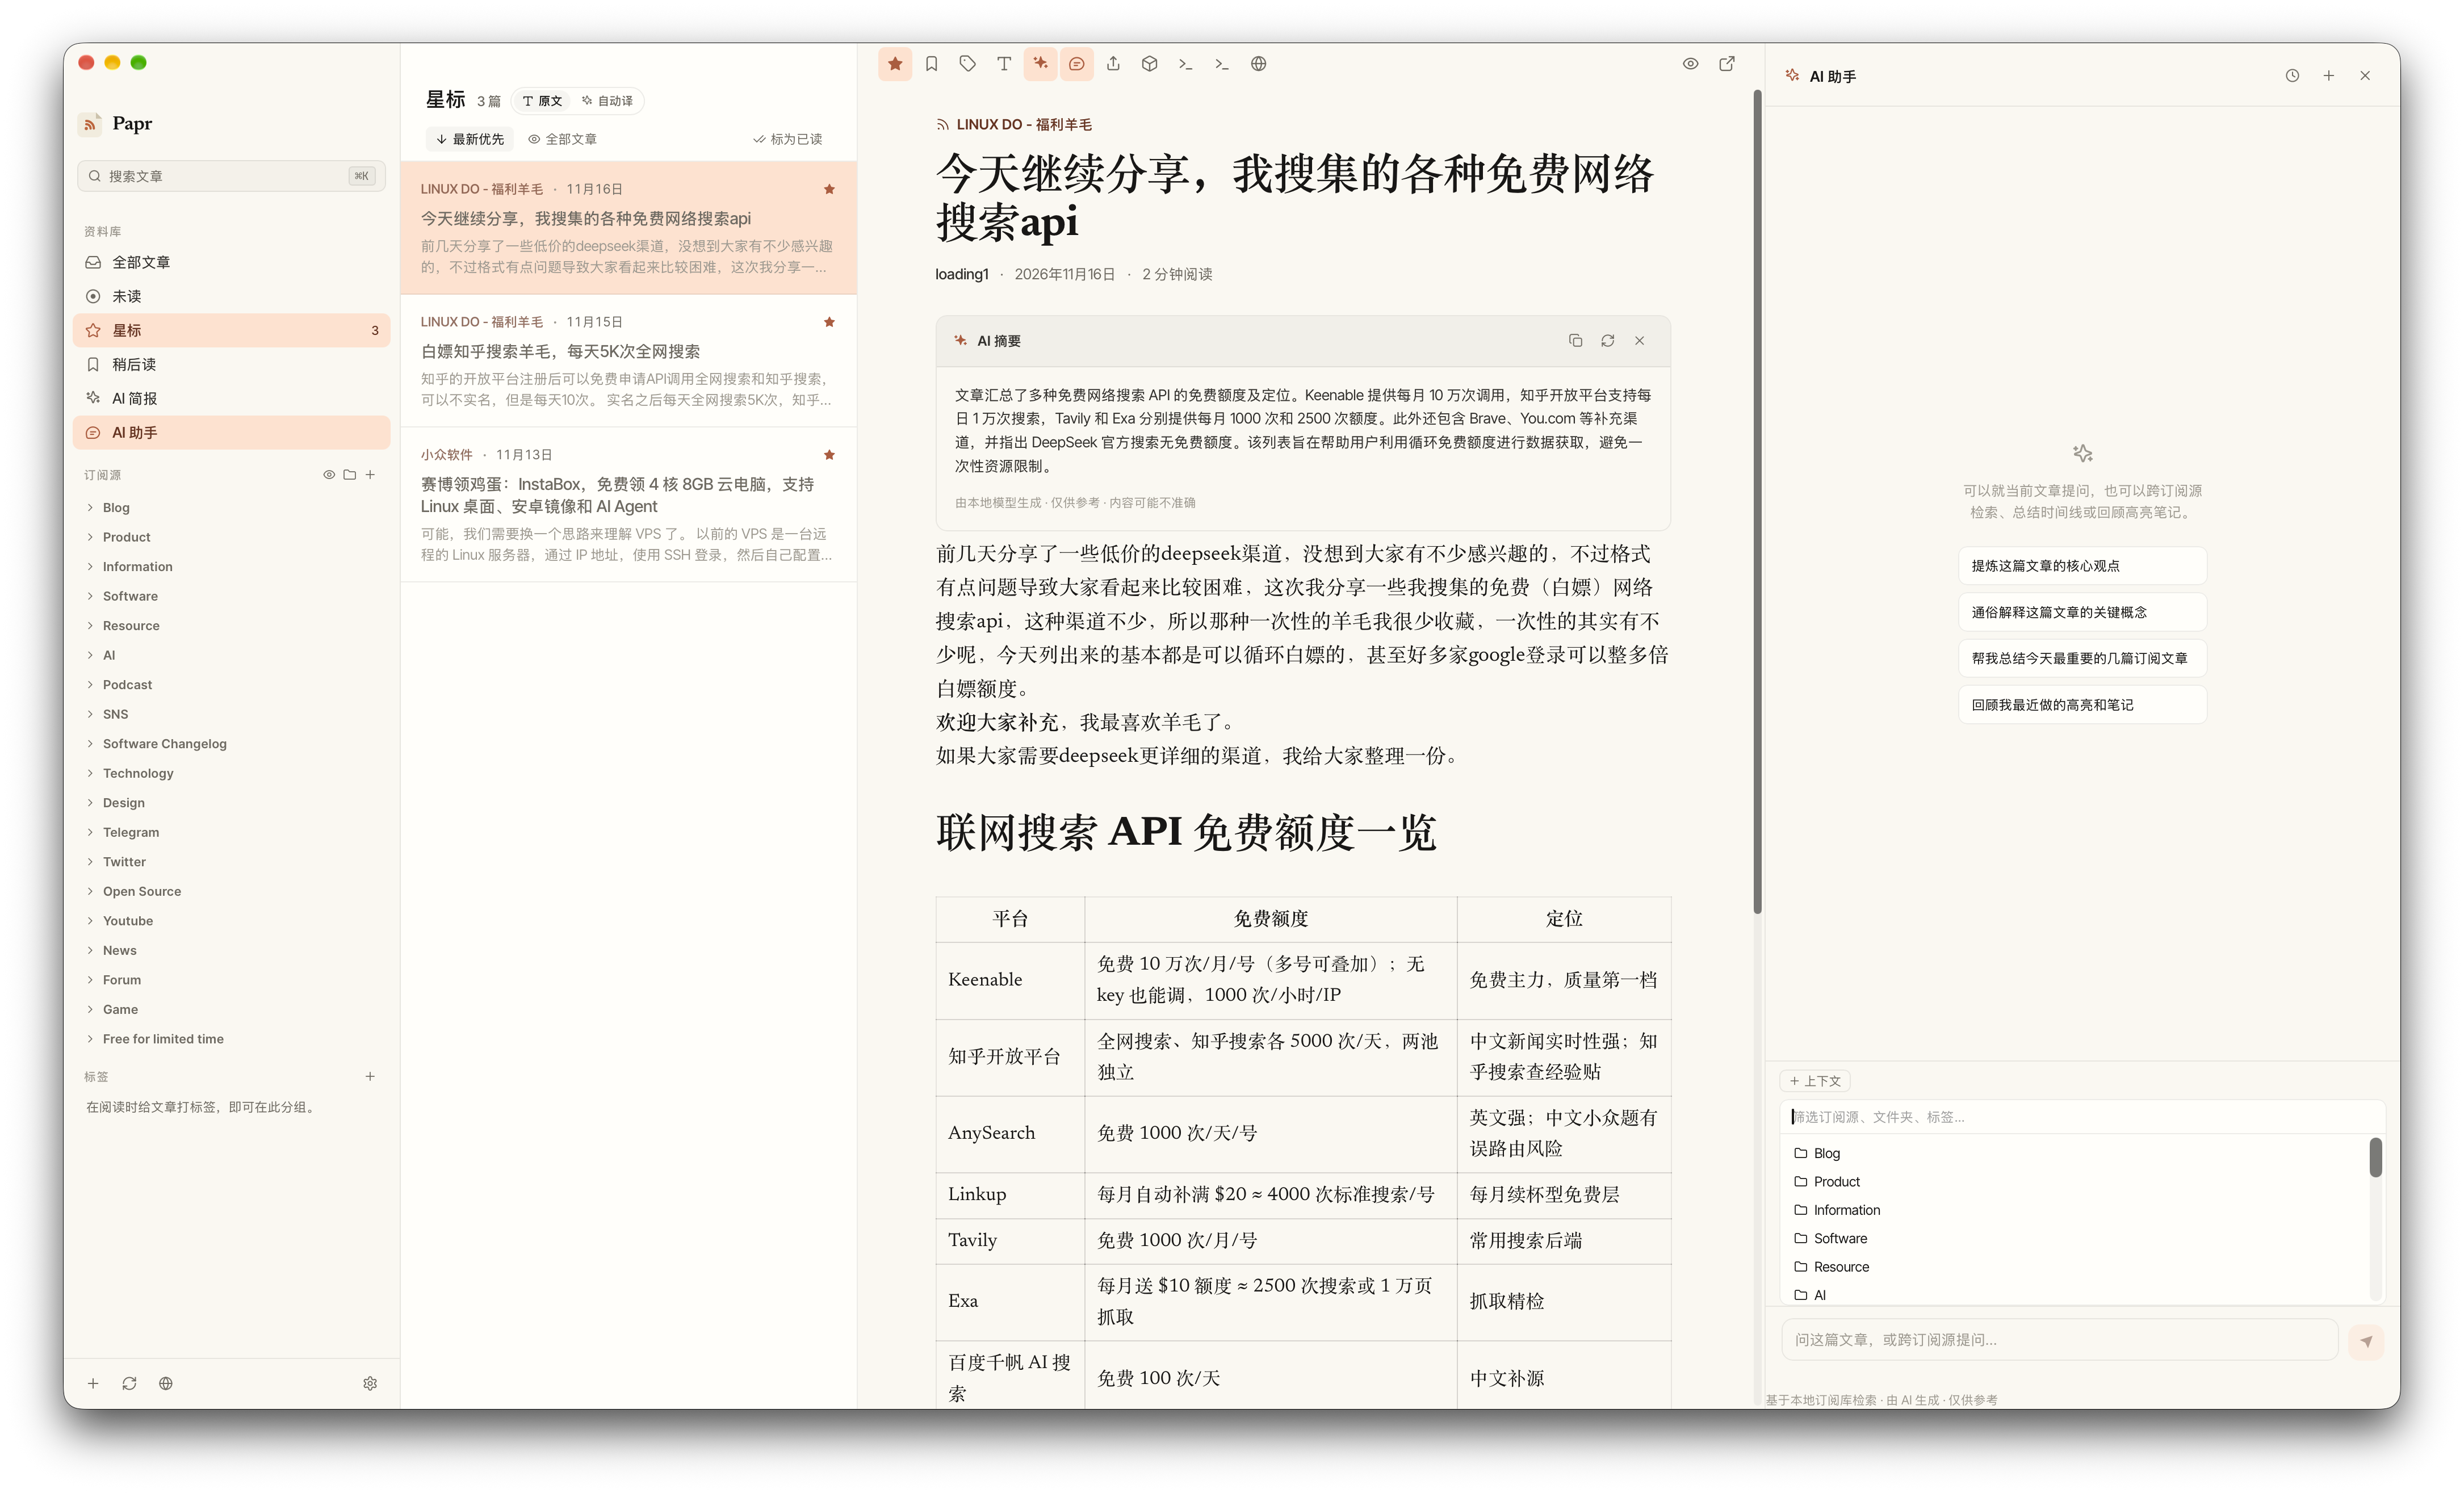 Papr
搜索文章
⌘K
资料库
全部文章
未读
星标
3
稍后读
AI 简报
AI 助手
订阅源
Blog
Product
Information
Software
Resource
AI
Podcast
SNS
Software Changelog
Technology
Design
Telegram
Twitter
Open Source
Youtube
News
Forum
Game
Free for limited time
标签
在阅读时给文章打标签，即可在此分组。
星标 3 篇 原文 自动译
最新优先 全部文章 标为已读
LINUX DO - 福利羊毛 · 11月16日
今天继续分享，我搜集的各种免费网络搜索api
前几天分享了一些低价的deepseek渠道，没想到大家有不少感兴趣
的，不过格式有点问题导致大家看起来比较困难，这次我分享一...
LINUX DO - 福利羊毛 · 11月15日
白嫖知乎搜索羊毛，每天5K次全网搜索
知乎的开放平台注册后可以免费申请API调用全网搜索和知乎搜索，
可以不实名，但是每天10次。 实名之后每天全网搜索5K次，知乎...
小众软件 · 11月13日
赛博领鸡蛋：InstaBox，免费领 4 核 8GB 云电脑，支持
Linux 桌面、安卓镜像和 AI Agent
可能，我们需要换一个思路来理解 VPS 了。 以前的 VPS 是一台远
程的 Linux 服务器，通过 IP 地址，使用 SSH 登录，然后自己配置...
LINUX DO - 福利羊毛
今天继续分享，我搜集的各种免费网络
搜索api
loading1 · 2026年11月16日 · 2 分钟阅读
AI 摘要
文章汇总了多种免费网络搜索 API 的免费额度及定位。Keenable 提供每月 10 万次调用，知乎开放平台支持每
日 1 万次搜索，Tavily 和 Exa 分别提供每月 1000 次和 2500 次额度。此外还包含 Brave、You.com 等补充渠
道，并指出 DeepSeek 官方搜索无免费额度。该列表旨在帮助用户利用循环免费额度进行数据获取，避免一
次性资源限制。
由本地模型生成 · 仅供参考 · 内容可能不准确
前几天分享了一些低价的deepseek渠道，没想到大家有不少感兴趣的，不过格式
有点问题导致大家看起来比较困难，这次我分享一些我搜集的免费（白嫖）网络
搜索api，这种渠道不少，所以那种一次性的羊毛我很少收藏，一次性的其实有不
少呢，今天列出来的基本都是可以循环白嫖的，甚至好多家google登录可以整多倍
白嫖额度。
欢迎大家补充，我最喜欢羊毛了。
如果大家需要deepseek更详细的渠道，我给大家整理一份。
联网搜索 API 免费额度一览
平台 免费额度 定位
Keenable
免费 10 万次/月/号（多号可叠加）；无
key 也能调，1000 次/小时/IP
免费主力，质量第一档
知乎开放平台
全网搜索、知乎搜索各 5000 次/天，两池
独立
中文新闻实时性强；知
乎搜索查经验贴
AnySearch
免费 1000 次/天/号
英文强；中文小众题有
误路由风险
Linkup
每月自动补满 $20 ≈ 4000 次标准搜索/号
每月续杯型免费层
Tavily
免费 1000 次/月/号
常用搜索后端
Exa
每月送 $10 额度 ≈ 2500 次搜索或 1 万页
抓取
抓取精检
百度千帆 AI 搜
索
免费 100 次/天
中文补源
AI 助手
可以就当前文章提问，也可以跨订阅源
检索、总结时间线或回顾高亮笔记。
提炼这篇文章的核心观点
通俗解释这篇文章的关键概念
帮我总结今天最重要的几篇订阅文章
回顾我最近做的高亮和笔记
上下文
筛选订阅源、文件夹、标签...
Blog
Product
Information
Software
Resource
AI
问这篇文章，或跨订阅源提问...
基于本地订阅库检索 · 由 AI 生成 · 仅供参考